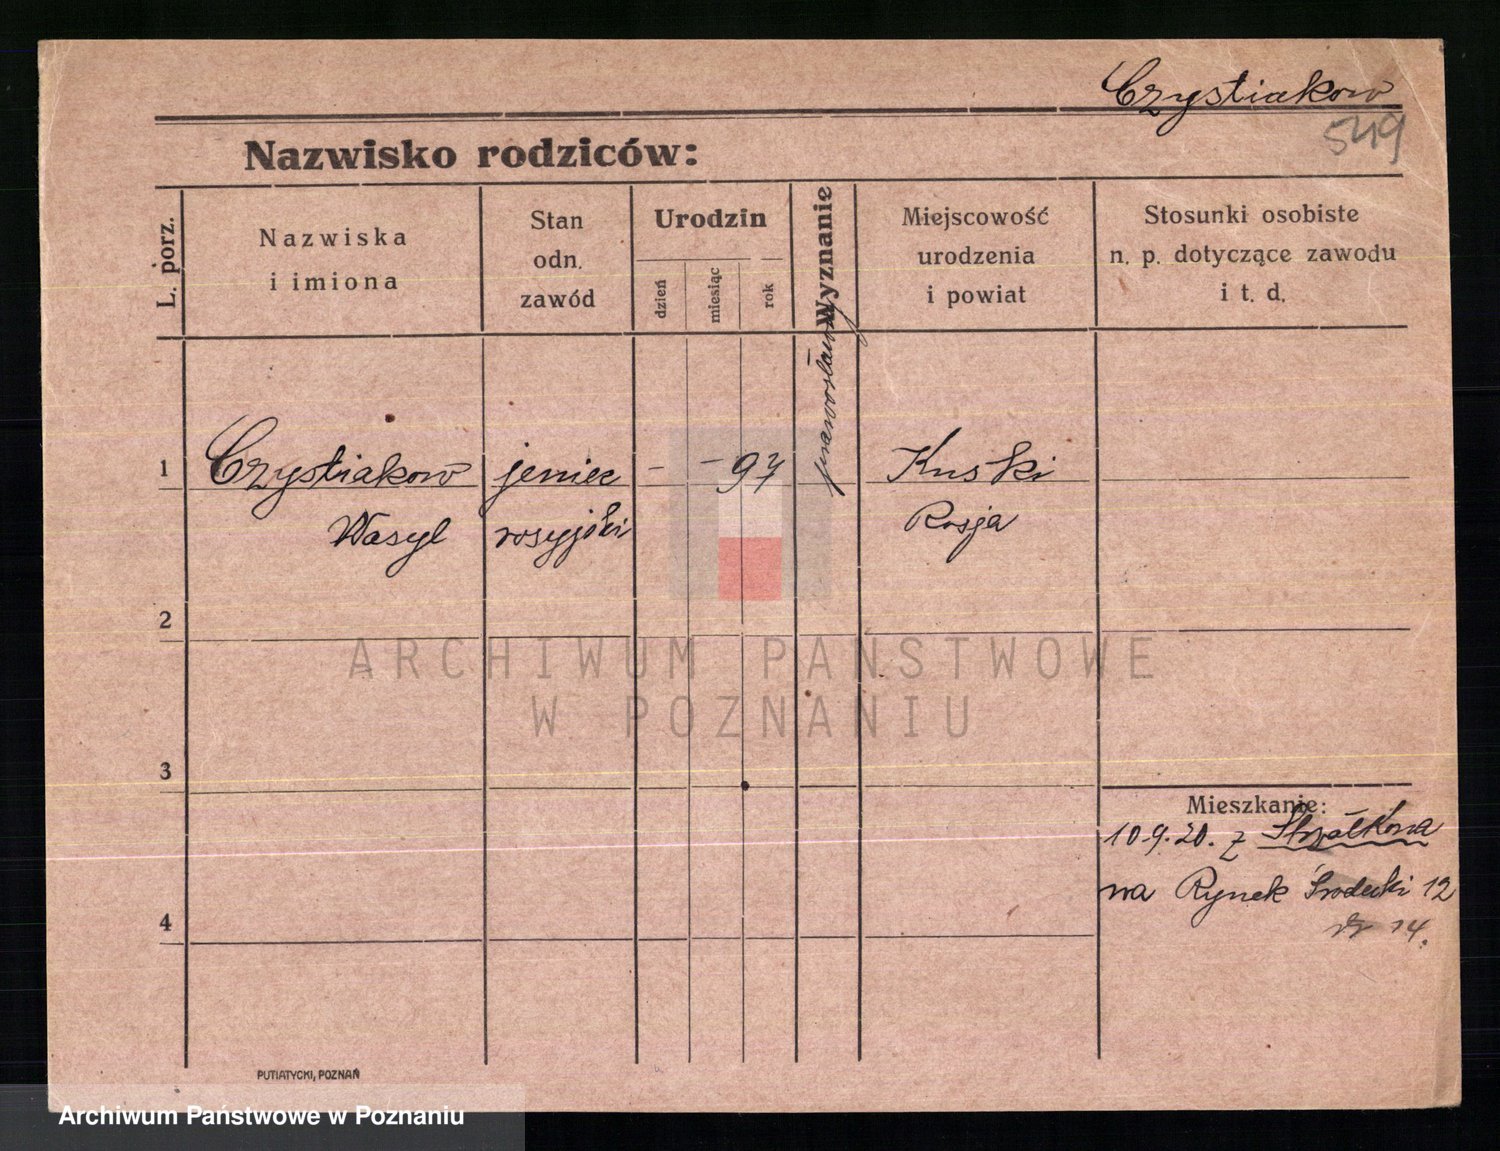 Czystiakow
549
Nazwisko rodziców:
L. porz.
Nazwiska
i imiona
Stan
odn.
zawód
Urodzin
dzień
miesiąc
rok
Wyznanie
Miejscowość
urodzenia
i powiat
Stosunki osobiste
n. p. dotyczące zawodu
i t. d.
1
Czystiakow
Wasyl
jeniec
rosyjski
- - 97
prawosławny
Kuski
Rosja
2
3
4
Mieszkanie:
10.9.20. z Strzałkowa
na Rynek Środecki 12
14.
PUTIATYCKI, POZNAŃ
ARCHIWUM PAŃSTWOWE
W POZNANIU
Archiwum Państwowe w Poznaniu